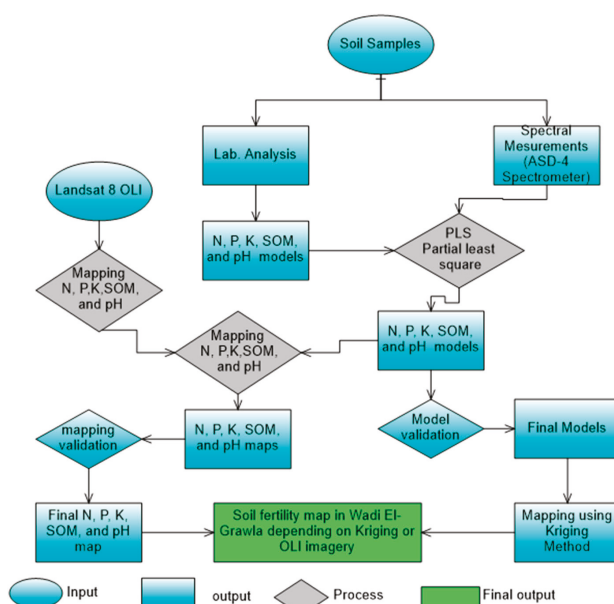 Soil Samples
Lab. Analysis
Spectral
Mesurements
(ASD-4
Spectrometer)
Landsat 8 OLI
N, P, K, SOM,
and pH models
PLS
Partial least
square
Mapping
N, P,K,SOM,
and pH
Mapping
N, P,K,SOM,
and pH
N, P, K, SOM,
and pH models
mapping
validation
N, P, K, SOM,
and pH maps
Model
validation
Final Models
Final N, P, K,
SOM, and pH
map
Soil fertility map in Wadi El-
Grawla depending on Kriging or
OLI imagery
Mapping using
Kriging
Method
Input
output
Process
Final output